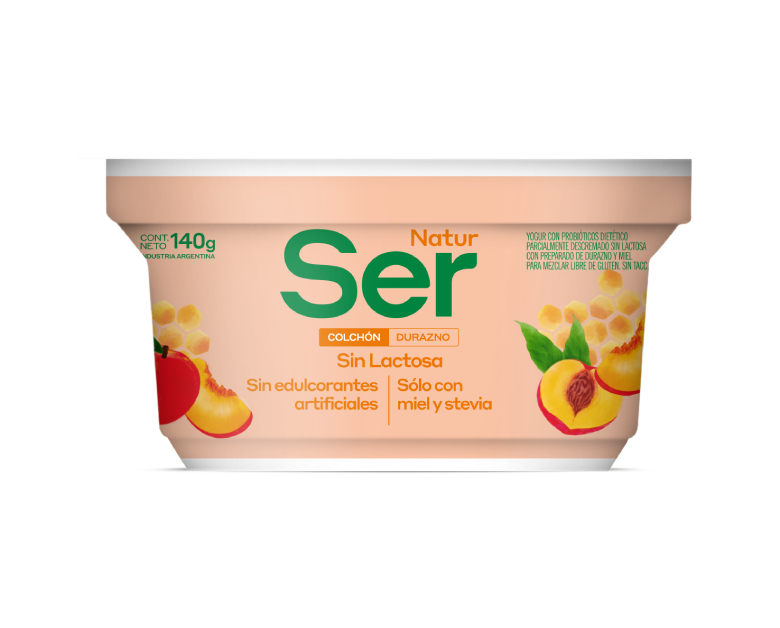 CONT.
NETO 140g
INDUSTRIA ARGENTINA
Natur
Ser
COLCHÓN DURAZNO
Sin Lactosa
Sin edulcorantes
artificiales
Sólo con
miel y stevia
YOGUR CON PROBIÓTICOS DIETÉTICO
PARCIALMENTE DESCREMADO SIN LACTOSA
CON PREPARADO DE DURAZNO Y MIEL
PARA MEZCLAR LIBRE DE GLUTEN, SIN TACC.